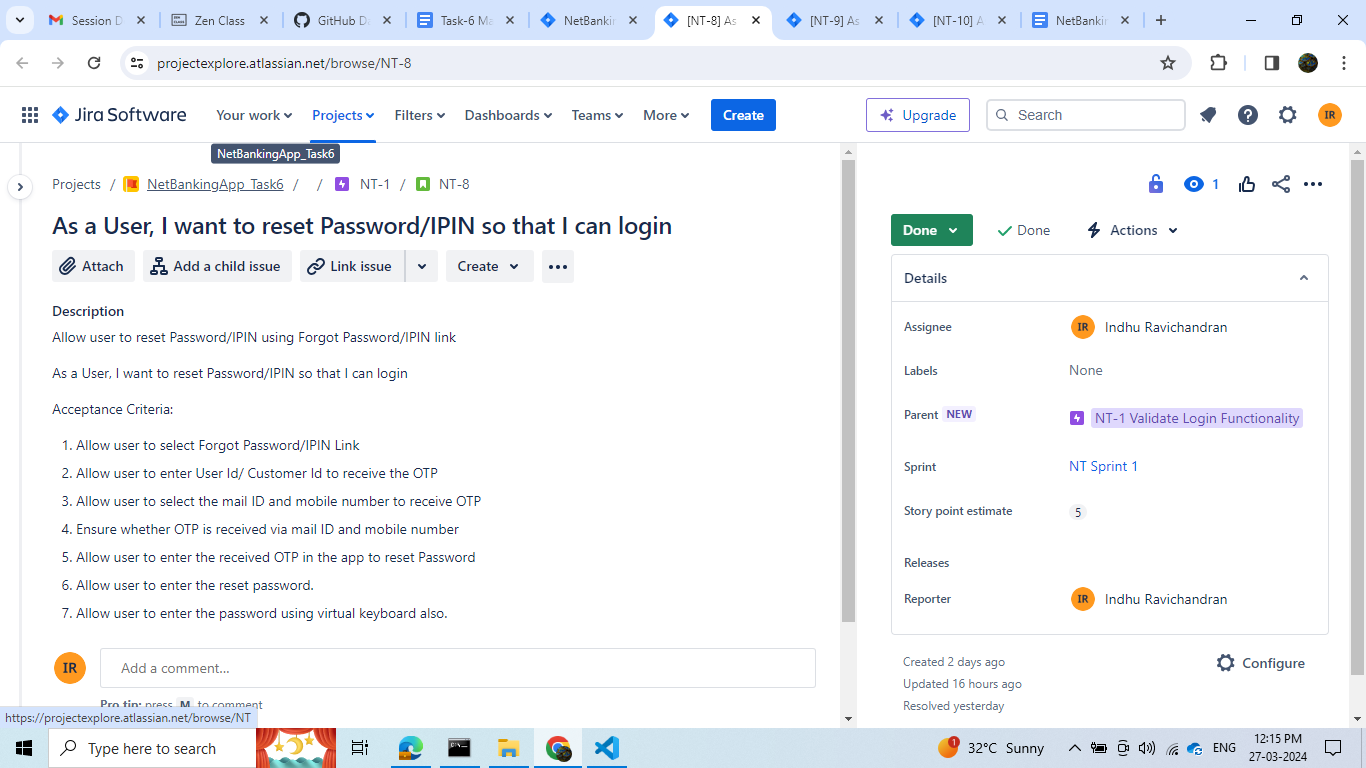 Session D
Zen Class
GitHub Da
Task-6 Ma
NetBankin
[NT-8] As
[NT-9] As
[NT-10] A
NetBankin
projectexplore.atlassian.net/browse/NT-8
Jira Software
Your work
Projects
Filters
Dashboards
Teams
More
Create
Upgrade
Search
IR
NetBankingApp_Task6
Projects / NetBankingApp_Task6 / / NT-1 / NT-8
1
As a User, I want to reset Password/IPIN so that I can login
Done
Done
Actions
Attach
Add a child issue
Link issue
Create
Details
Description
Allow user to reset Password/IPIN using Forgot Password/IPIN link
As a User, I want to reset Password/IPIN so that I can login
Acceptance Criteria:
1. Allow user to select Forgot Password/IPIN Link
2. Allow user to enter User Id/ Customer Id to receive the OTP
3. Allow user to select the mail ID and mobile number to receive OTP
4. Ensure whether OTP is received via mail ID and mobile number
5. Allow user to enter the received OTP in the app to reset Password
6. Allow user to enter the reset password.
7. Allow user to enter the password using virtual keyboard also.
IR
Add a comment...
Pro tip: press M to comment
Assignee
IR Indhu Ravichandran
Labels
None
Parent NEW
NT-1 Validate Login Functionality
Sprint
NT Sprint 1
Story point estimate
5
Releases
Reporter
IR Indhu Ravichandran
Created 2 days ago
Updated 16 hours ago
Resolved yesterday
Configure
https://projectexplore.atlassian.net/browse/NT
Type here to search
1
32°C Sunny
ENG
12:15 PM
27-03-2024